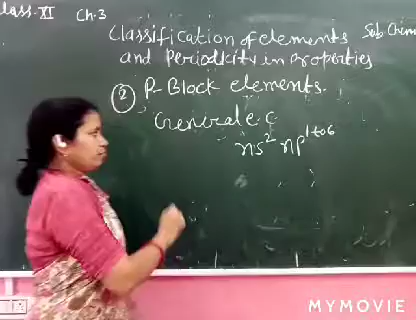 lass-XI Ch.3
Classification of elements Sub Chem
and Periodicity in properties
② P-Block elements.
General e c
ns² np¹ᵗᵒ⁶
MYMOVIE